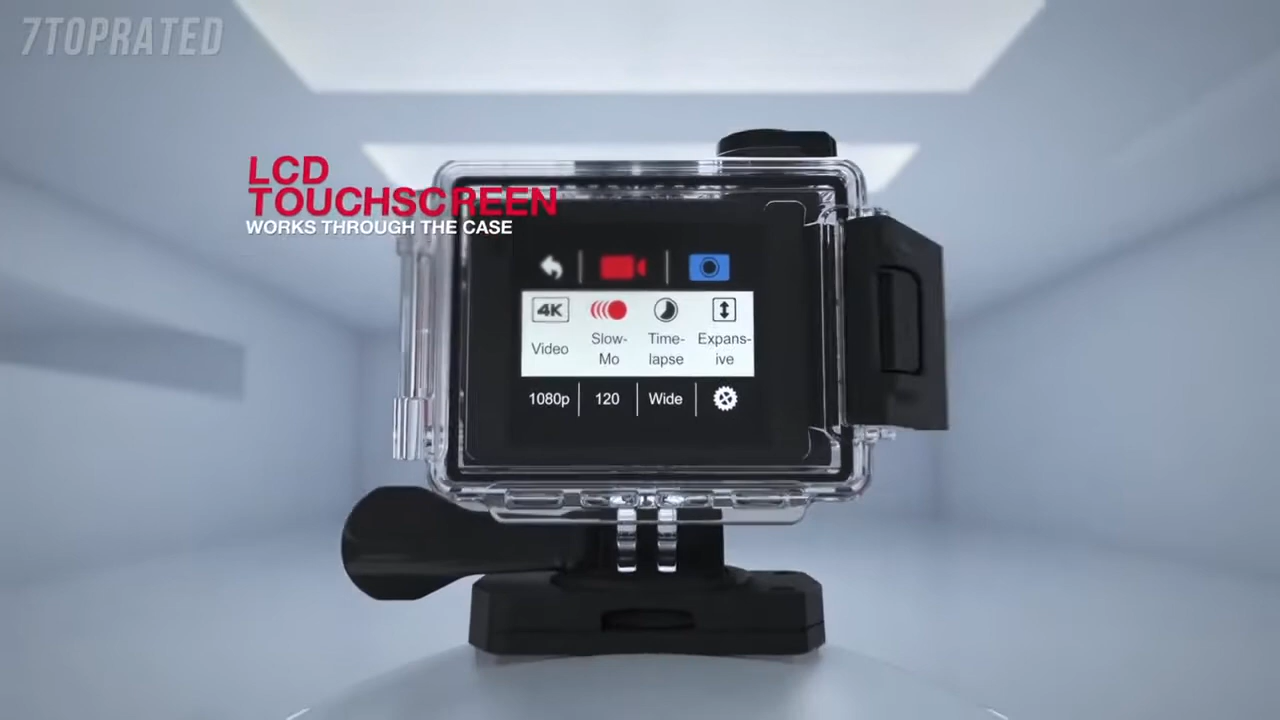 7TOPRATED
LCD
TOUCHSCREEN
WORKS THROUGH THE CASE
4K
Video
Slow-
Mo
Time-
lapse
Expans-
ive
1080p
120
Wide